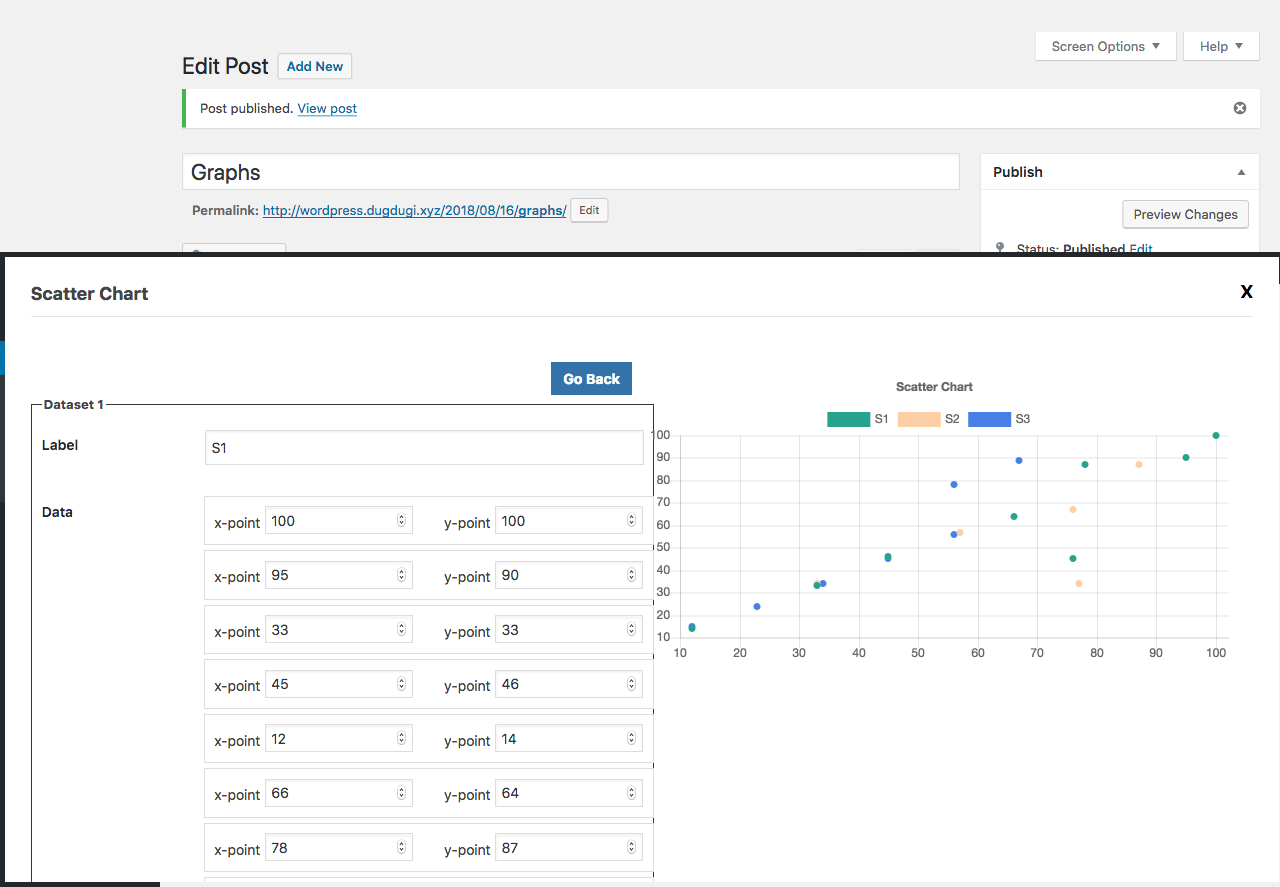 Screen Options Help
Edit Post Add New
Post published. View post
Graphs
Publish
Permalink: http://wordpress.dugdugi.xyz/2018/08/16/graphs/ Edit
Preview Changes
Status: Published Edit
Scatter Chart X
Go Back
Dataset 1
Label S1
Data
x-point 100 y-point 100
x-point 95 y-point 90
x-point 33 y-point 33
x-point 45 y-point 46
x-point 12 y-point 14
x-point 66 y-point 64
x-point 78 y-point 87
Scatter Chart
S1 S2 S3
100
90
80
70
60
50
40
30
20
10
10 20 30 40 50 60 70 80 90 100